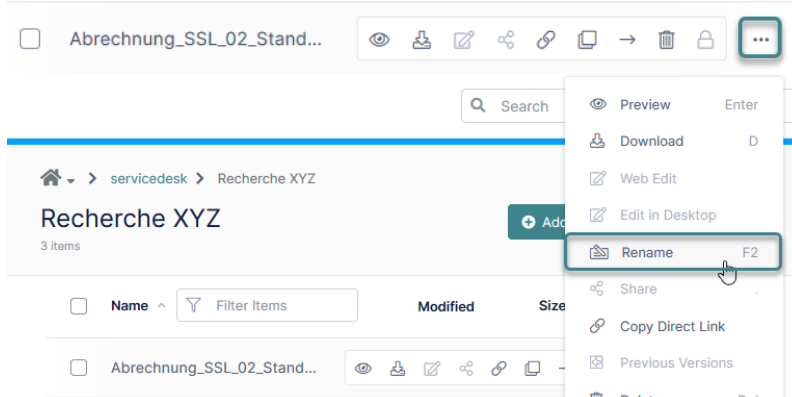 Abrechnung_SSL_02_Stand...
Search
Preview Enter
Download D
Web Edit
Edit in Desktop
Rename F2
Share .
Copy Direct Link
Previous Versions
servicedesk > Recherche XYZ
Recherche XYZ
3 items
Name
Filter Items
Modified
Abrechnung_SSL_02_Stand...